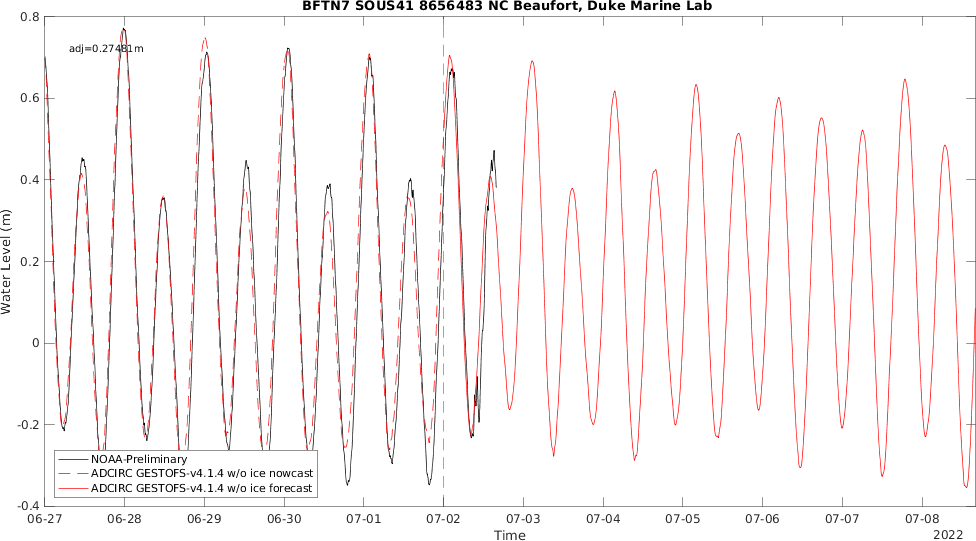 BFTN7 SOUS41 8656483 NC Beaufort, Duke Marine Lab
adj=0.27481m
Water Level (m)
0.8
0.6
0.4
0.2
0
-0.2
-0.4
NOAA-Preliminary
ADCIRC GESTOFS-v4.1.4 w/o ice nowcast
ADCIRC GESTOFS-v4.1.4 w/o ice forecast
06-27 06-28 06-29 06-30 07-01 07-02 07-03 07-04 07-05 07-06 07-07 07-08
Time
2022